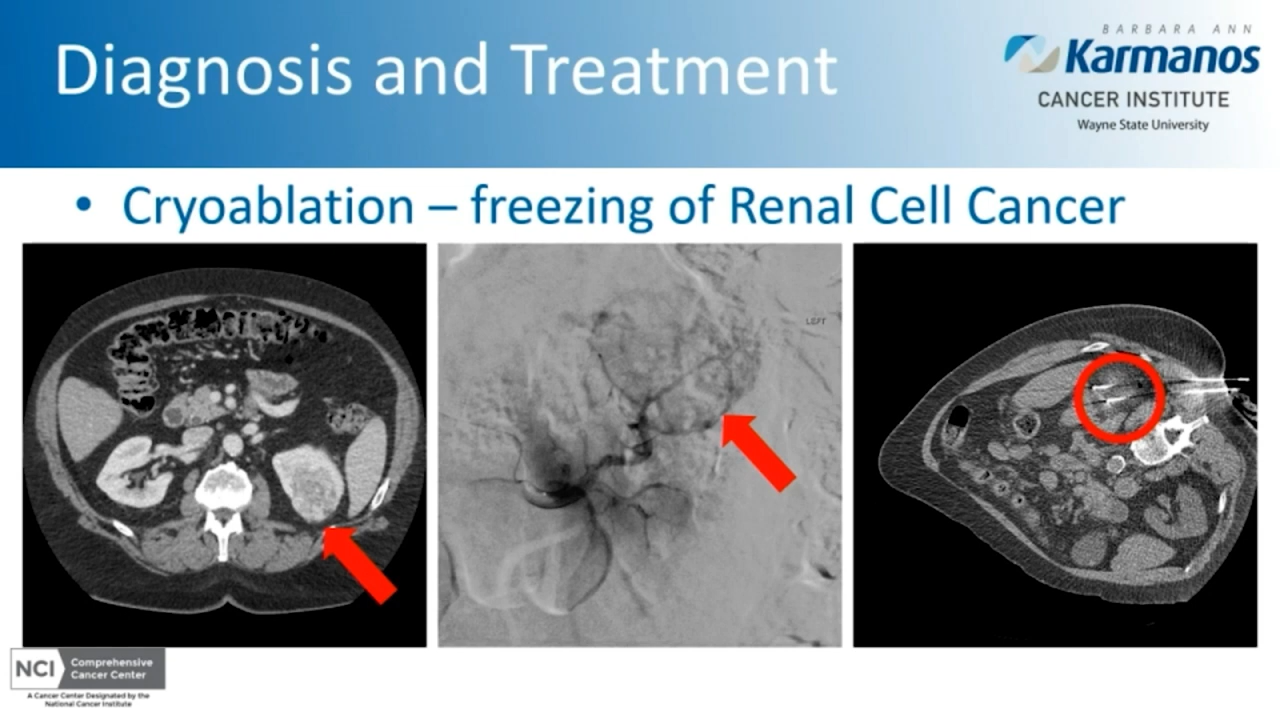 Diagnosis and Treatment
BARBARA ANN
Karmanos
CANCER INSTITUTE
Wayne State University
• Cryoablation – freezing of Renal Cell Cancer
LEFT
NCI Comprehensive
Cancer Center
A Cancer Center Designated by the
National Cancer Institute